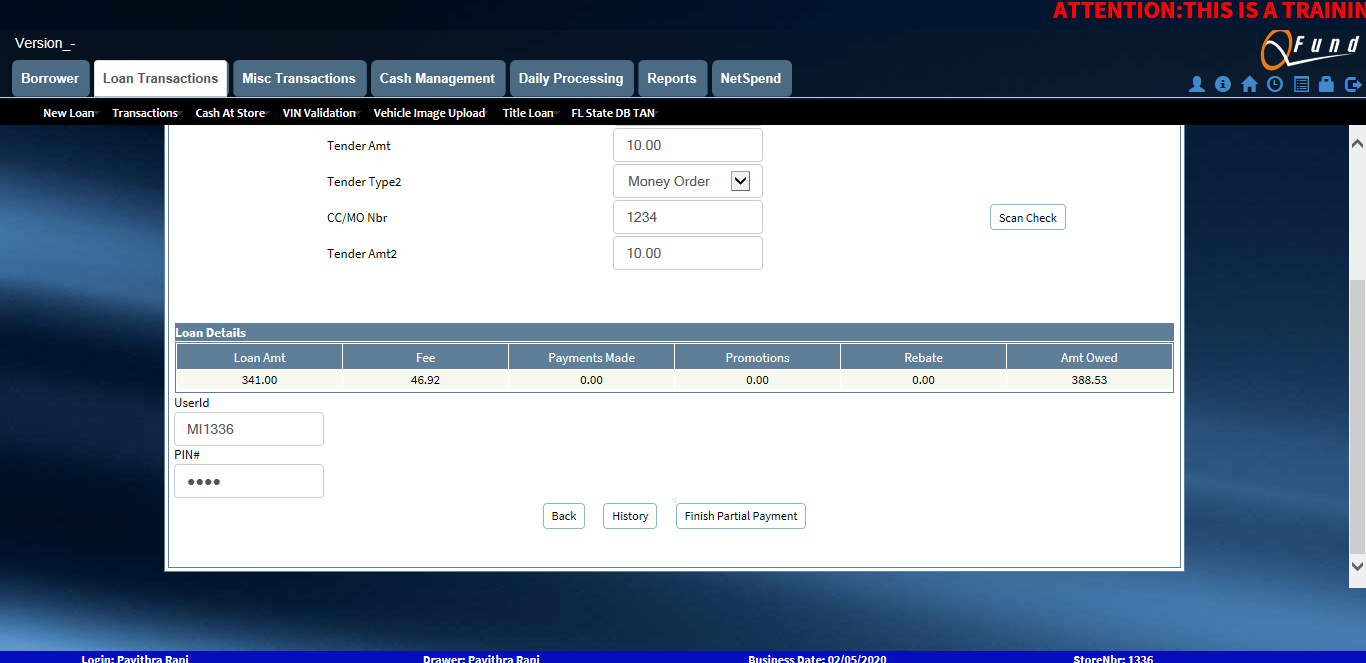 ATTENTION:THIS IS A TRAININ
Version_-
QFund
Borrower Loan Transactions Misc Transactions Cash Management Daily Processing Reports NetSpend
New Loan Transactions Cash At Store VIN Validation Vehicle Image Upload Title Loan FL State DB TAN
Tender Amt 10.00
Tender Type2 Money Order
CC/MO Nbr 1234 Scan Check
Tender Amt2 10.00
Loan Details
Loan Amt Fee Payments Made Promotions Rebate Amt Owed
341.00 46.92 0.00 0.00 0.00 388.53
UserId
MI1336
PIN#
••••
Back History Finish Partial Payment
Login: Pavithra Rani Drawer: Pavithra Rani Business Date: 02/05/2020 StoreNbr: 1336